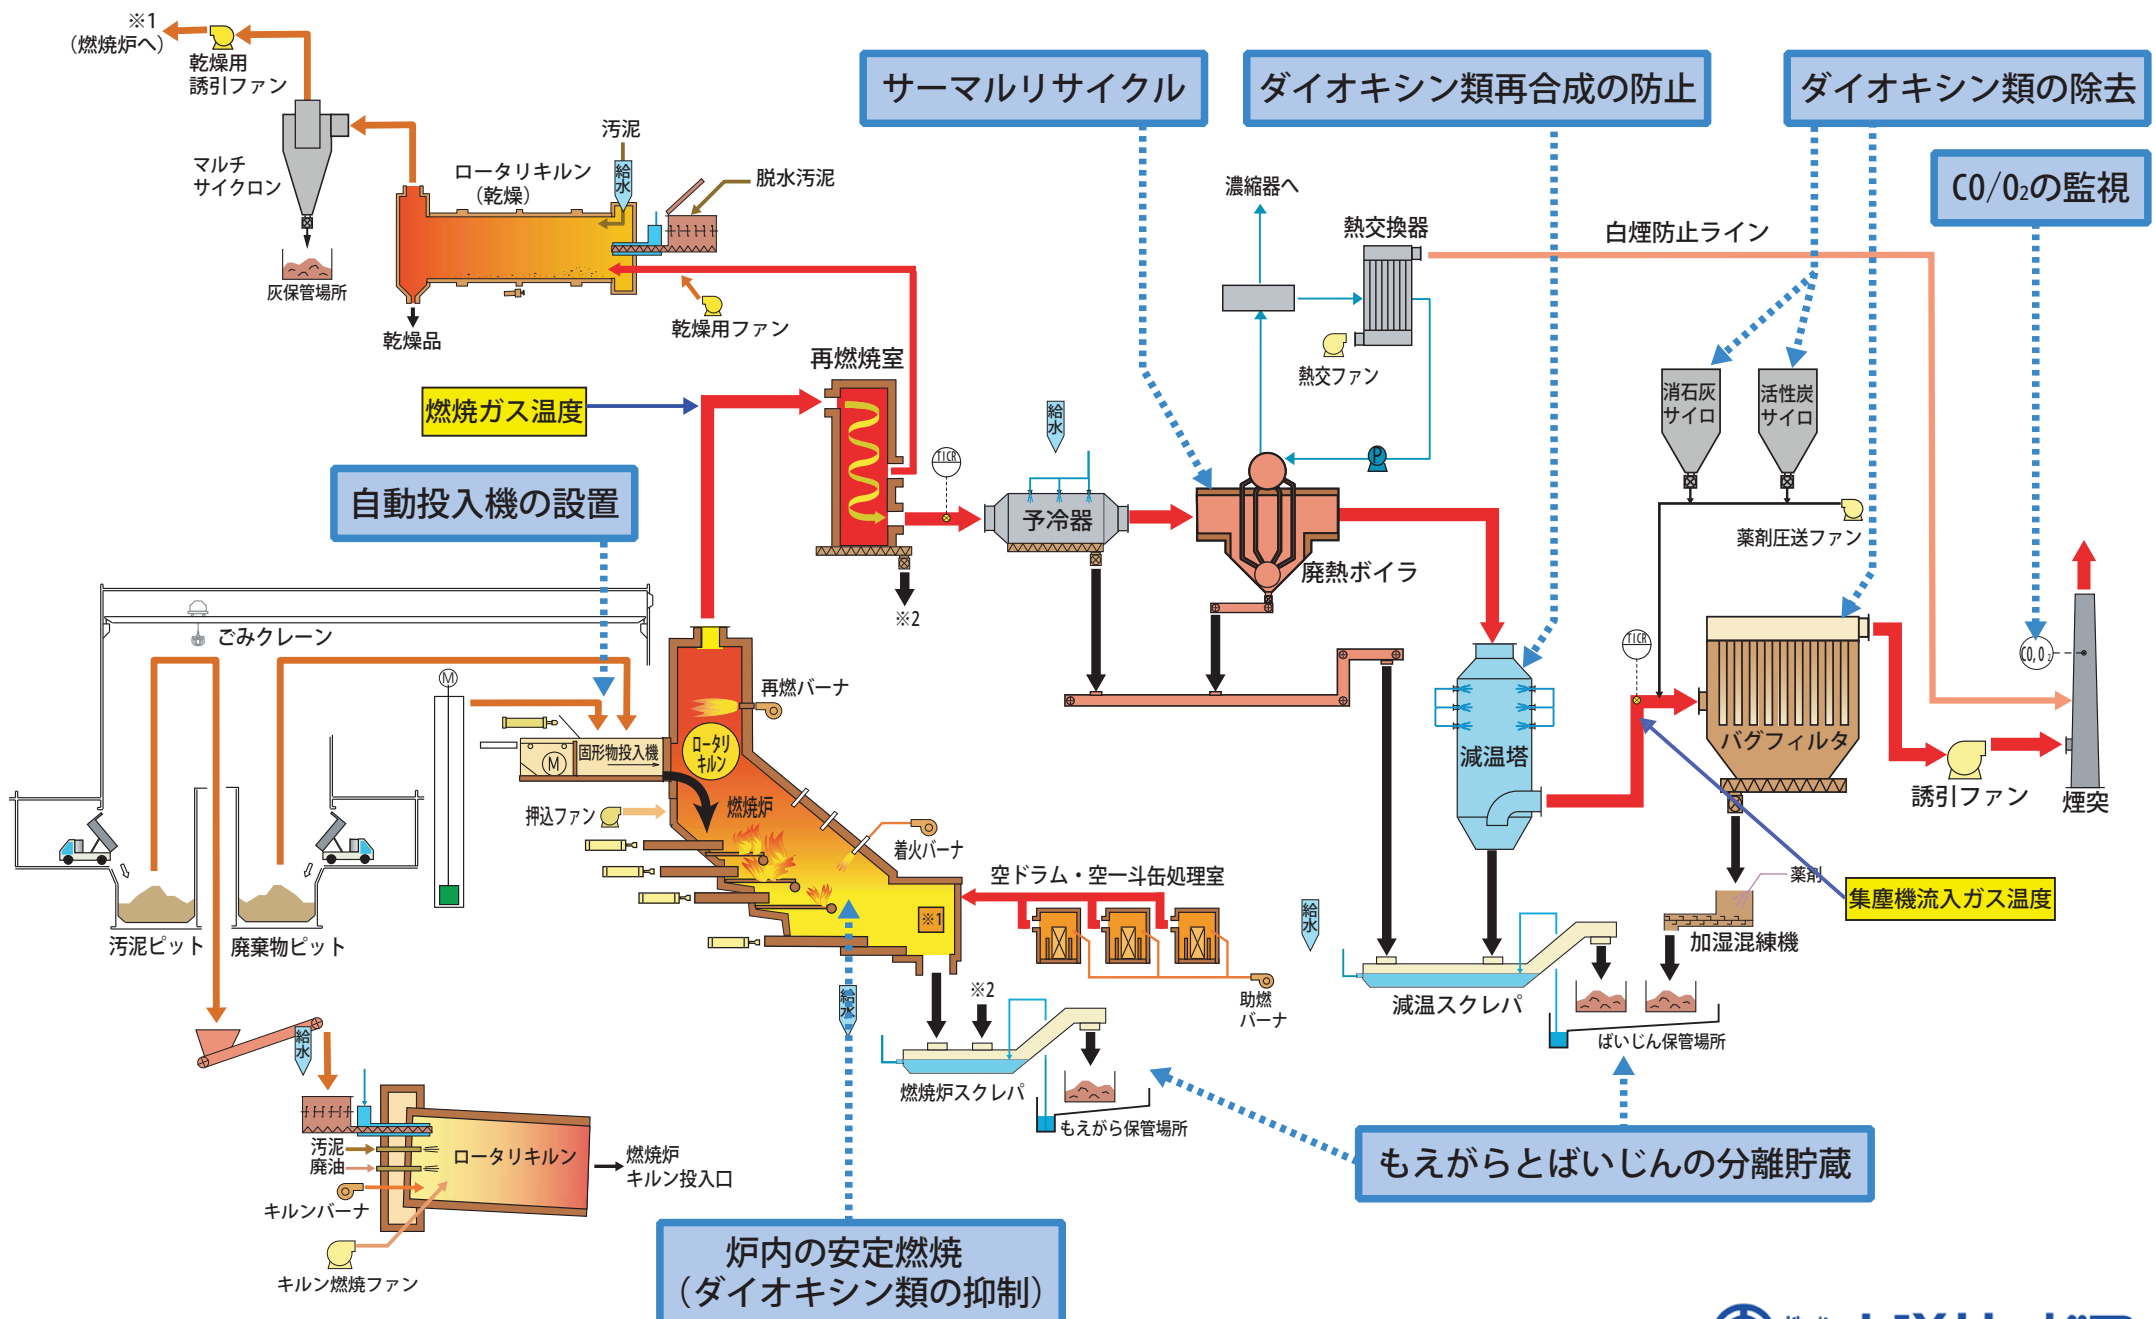 ※1
（燃焼炉へ）
乾燥用
誘引ファン
マルチ
サイクロン
灰保管場所
ロータリキルン
（乾燥）
汚泥
給水
脱水汚泥
乾燥品
乾燥用ファン
サーマルリサイクル
ダイオキシン類再合成の防止
ダイオキシン類の除去
CO/O₂の監視
濃縮器へ
熱交換器
白煙防止ライン
熱交ファン
再燃焼室
燃焼ガス温度
TICR
給水
予冷器
P
廃熱ボイラ
消石灰
サイロ
活性炭
サイロ
薬剤圧送ファン
自動投入機の設置
※2
ごみクレーン
M
再燃バーナ
固形物投入機
M
ロータリ
キルン
燃焼炉
押込ファン
着火バーナ
※1
減温塔
TICR
バグフィルタ
CO,O₂
誘引ファン
煙突
薬剤
集塵機流入ガス温度
加湿混練機
汚泥ピット
廃棄物ピット
空ドラム・空一斗缶処理室
助燃
バーナ
給水
減温スクレパ
ばいじん保管場所
給水
※2
燃焼炉スクレパ
もえがら保管場所
もえがらとばいじんの分離貯蔵
給水
汚泥
廃油
ロータリキルン
燃焼炉
キルン投入口
キルンバーナ
キルン燃焼ファン
炉内の安定燃焼
（ダイオキシン類の抑制）